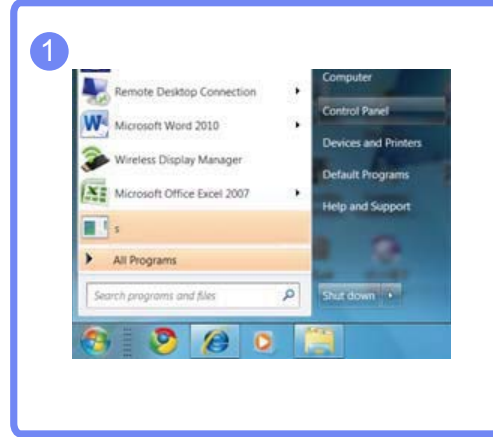 1
Remote Desktop Connection
Microsoft Word 2010
Wireless Display Manager
Microsoft Office Excel 2007
s
All Programs
Search programs and files
Computer
Control Panel
Devices and Printers
Default Programs
Help and Support
Shut down